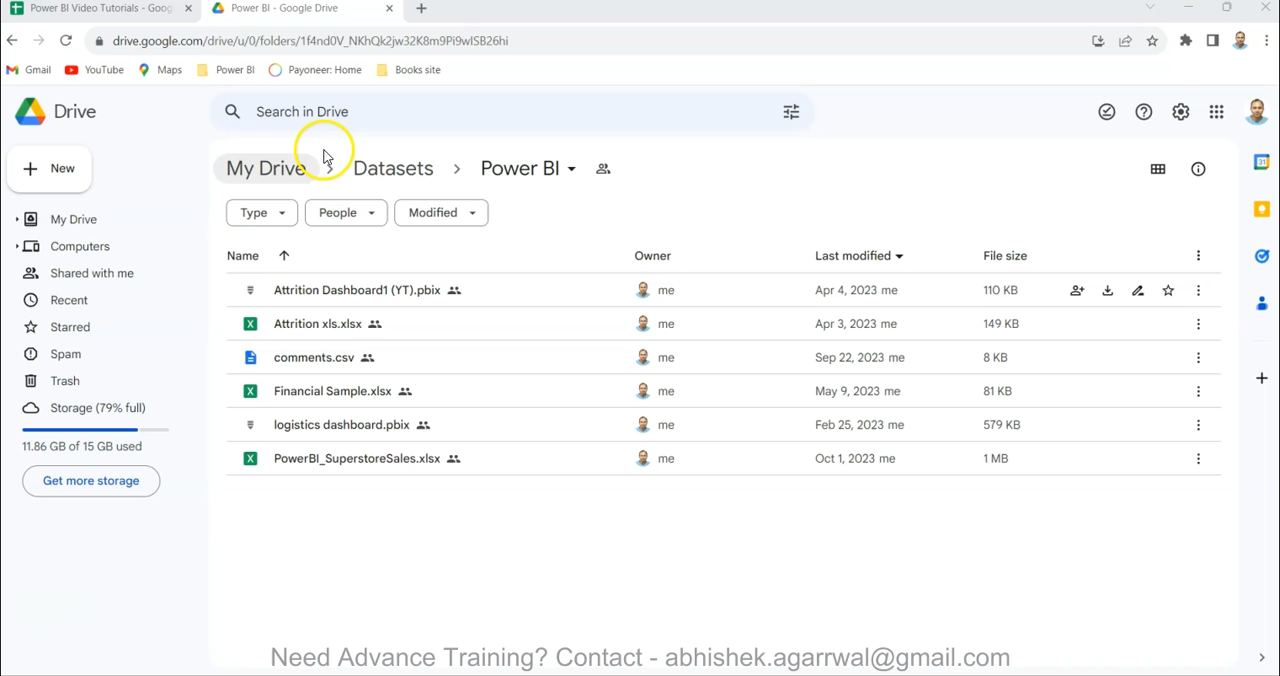 Power BI Video Tutorials - Goog
Power BI - Google Drive
drive.google.com/drive/u/0/folders/1f4nd0V_NKhQk2jw32K8m9Pi9wISB26hi
Gmail YouTube Maps Power BI Payoneer: Home Books site
Drive
Search in Drive
New
My Drive > Datasets > Power BI
Type People Modified
My Drive
Computers
Shared with me
Recent
Starred
Spam
Trash
Storage (79% full)
11.86 GB of 15 GB used
Get more storage
Name Owner Last modified File size
Attrition Dashboard1 (YT).pbix me Apr 4, 2023 me 110 KB
Attrition xls.xlsx me Apr 3, 2023 me 149 KB
comments.csv me Sep 22, 2023 me 8 KB
Financial Sample.xlsx me May 9, 2023 me 81 KB
logistics dashboard.pbix me Feb 25, 2023 me 579 KB
PowerBI_SuperstoreSales.xlsx me Oct 1, 2023 me 1 MB
31
Need Advance Training? Contact - abhishek.agarrwal@gmail.com